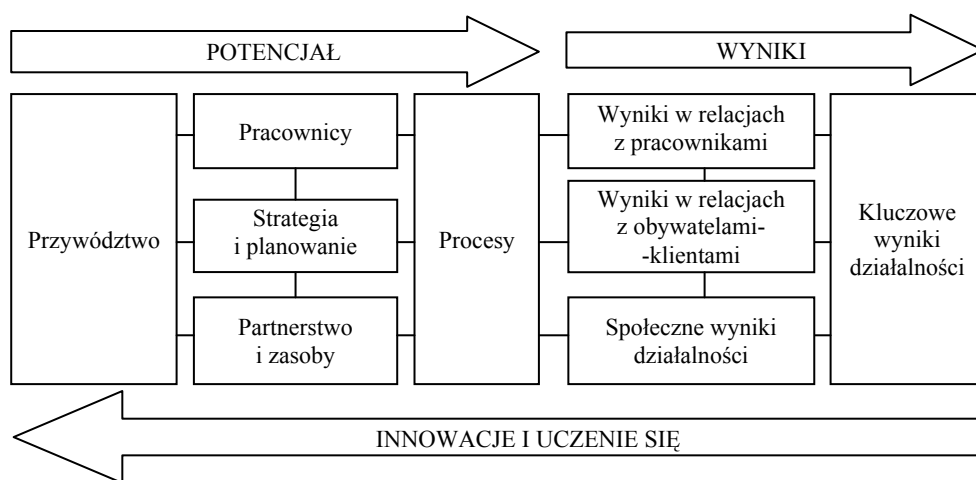 POTENCJAŁ
WYNIKI
Przywództwo
Pracownicy
Strategia
i planowanie
Partnerstwo
i zasoby
Procesy
Wyniki w relacjach
z pracownikami
Wyniki w relacjach
z obywatelami-
-klientami
Społeczne wyniki
działalności
Kluczowe
wyniki
działalności
INNOWACJE I UCZENIE SIĘ